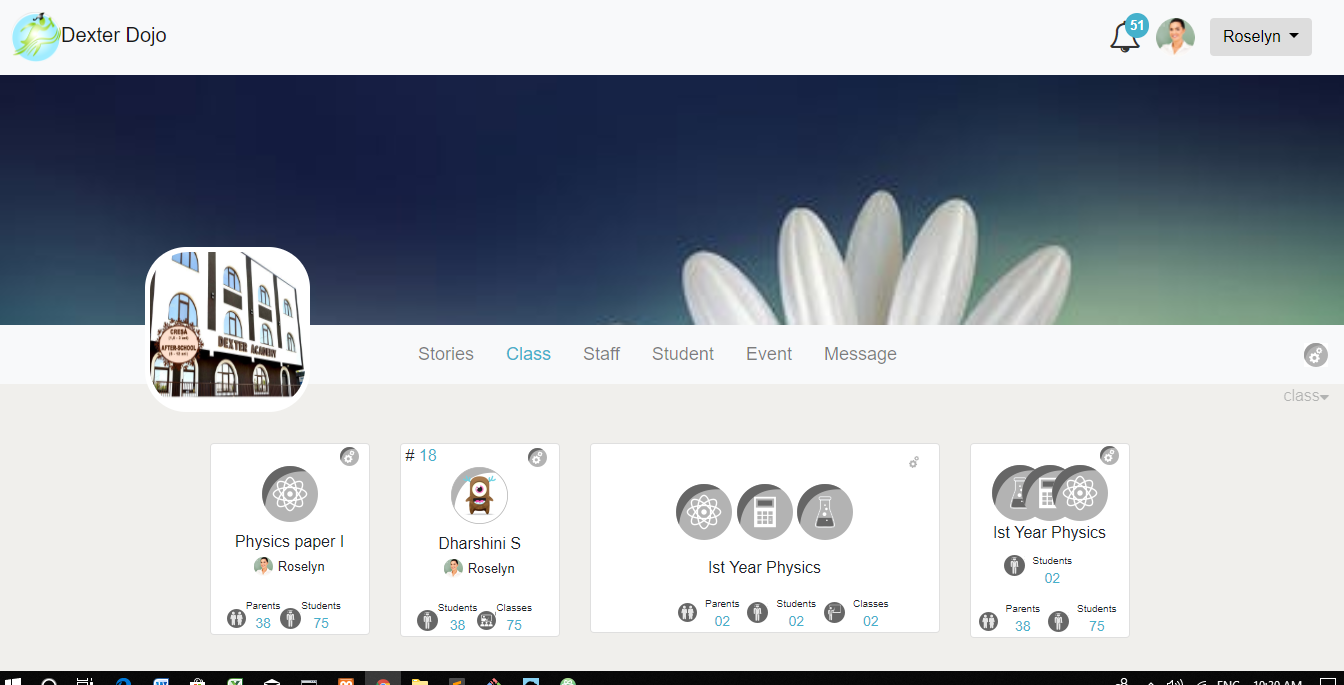 Dexter Dojo
51
Roselyn
CRESA
AFTER-SCHOOL
DEXTER ACADEMY
Stories Class Staff Student Event Message
class
Physics paper I
Roselyn
Parents Students
38 75
# 18
Dharshini S
Roselyn
Students Classes
38 75
Ist Year Physics
Parents Students Classes
02 02 02
Ist Year Physics
Students
02
Parents Students
38 75
ENG